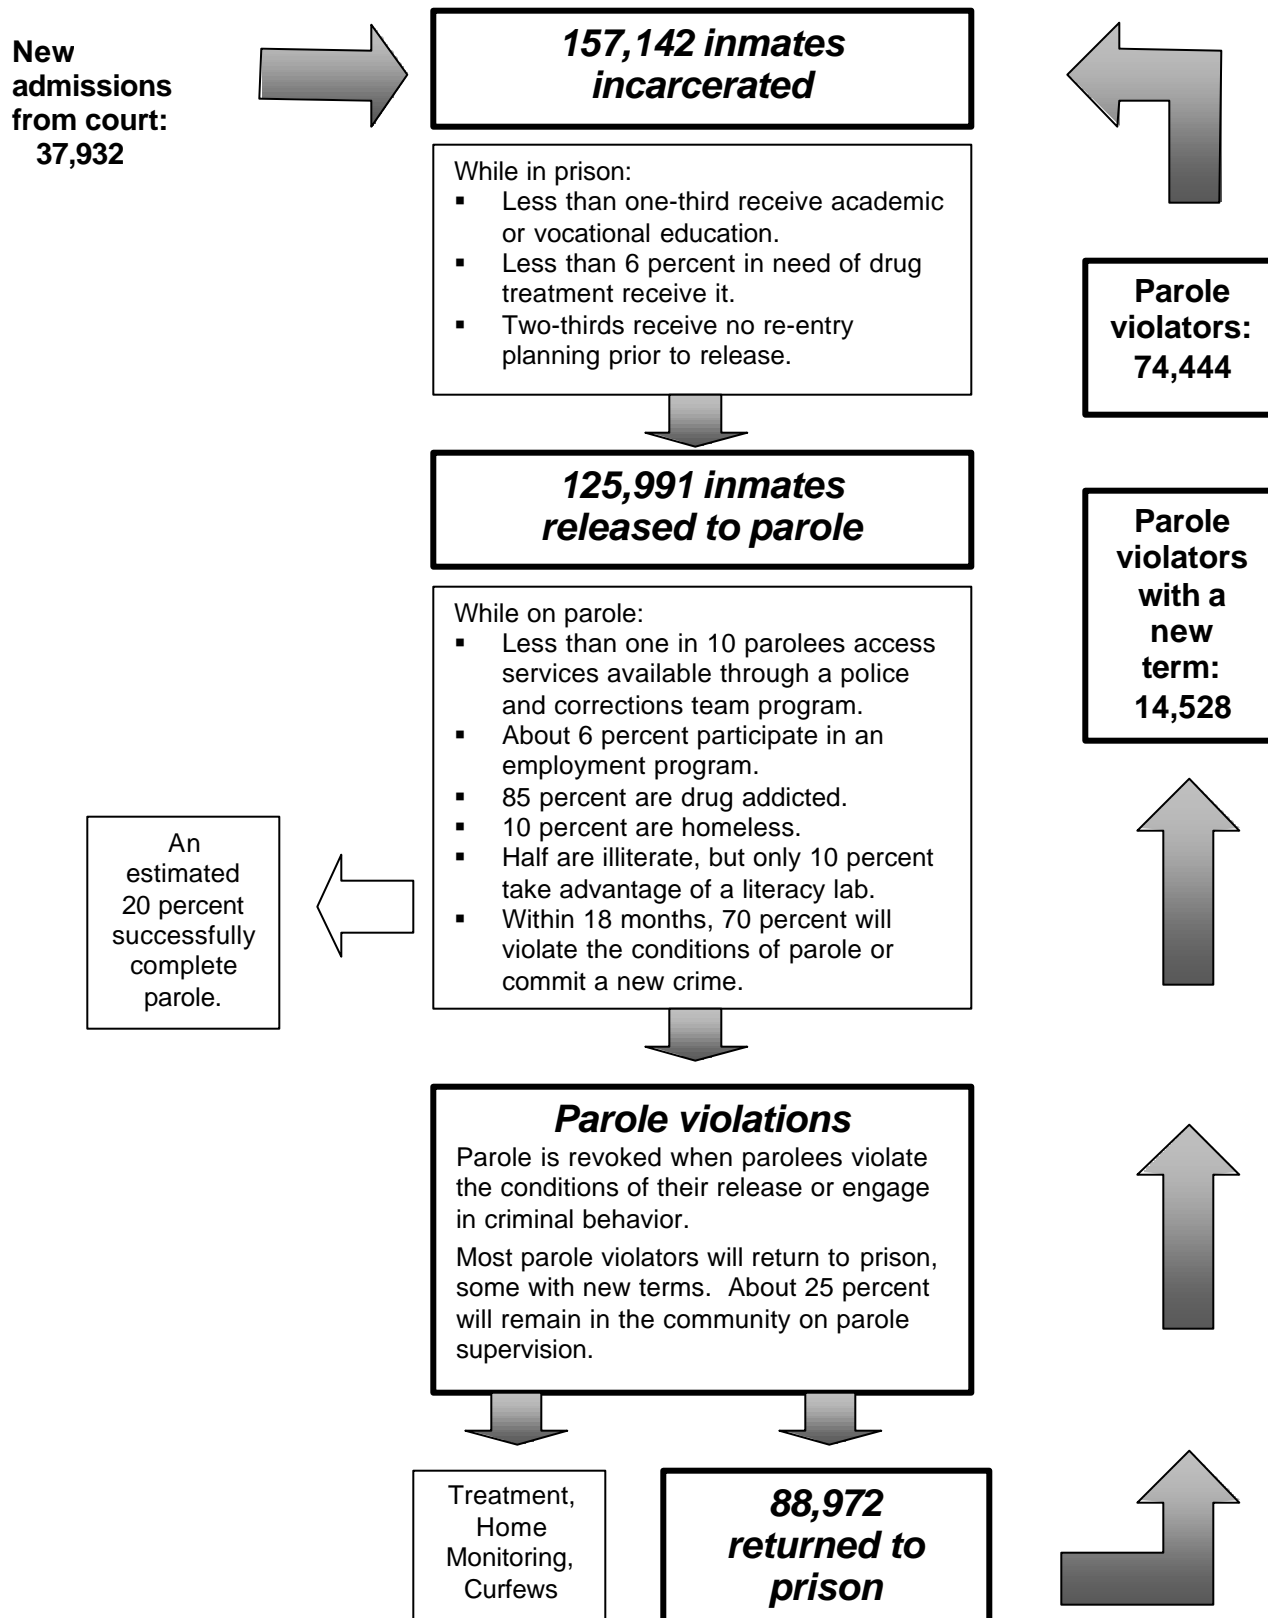 New
admissions
from court:
37,932
157,142 inmates
incarcerated
While in prison:
▪ Less than one-third receive academic
or vocational education.
▪ Less than 6 percent in need of drug
treatment receive it.
▪ Two-thirds receive no re-entry
planning prior to release.
Parole
violators:
74,444
125,991 inmates
released to parole
Parole
violators
with a
new
term:
14,528
While on parole:
▪ Less than one in 10 parolees access
services available through a police
and corrections team program.
▪ About 6 percent participate in an
employment program.
▪ 85 percent are drug addicted.
▪ 10 percent are homeless.
▪ Half are illiterate, but only 10 percent
take advantage of a literacy lab.
▪ Within 18 months, 70 percent will
violate the conditions of parole or
commit a new crime.
An
estimated
20 percent
successfully
complete
parole.
Parole violations
Parole is revoked when parolees violate
the conditions of their release or engage
in criminal behavior.
Most parole violators will return to prison,
some with new terms.  About 25 percent
will remain in the community on parole
supervision.
Treatment,
Home
Monitoring,
Curfews
88,972
returned to
prison